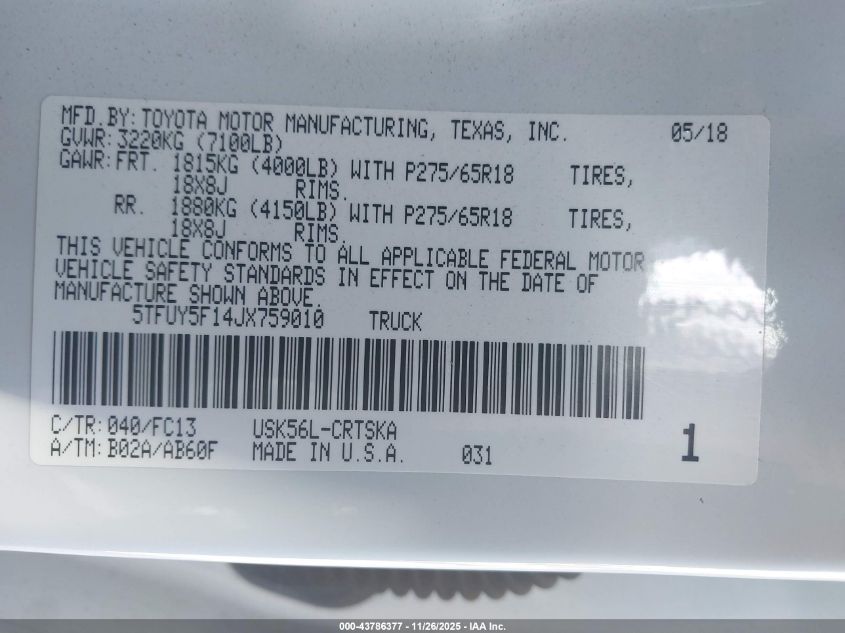 MFD.BY:TOYOTA MOTOR MANUFACTURING, TEXAS, INC. 05/18
GVWR:3220KG (7100LB)
GAWR:FRT. 1815KG (4000LB) WITH P275/65R18 TIRES,
18X8J RIMS.
RR. 1880KG (4150LB) WITH P275/65R18 TIRES,
18X8J RIMS.
THIS VEHICLE CONFORMS TO ALL APPLICABLE FEDERAL MOTOR
VEHICLE SAFETY STANDARDS IN EFFECT ON THE DATE OF
MANUFACTURE SHOWN ABOVE.
5TFUY5F14JX759010 TRUCK
C/TR:040/FC13 USK56L-CRTSKA
A/TM:B02A/AB60F MADE IN U.S.A. 031 1
000-43786377 - 11/26/2025 - IAA Inc.